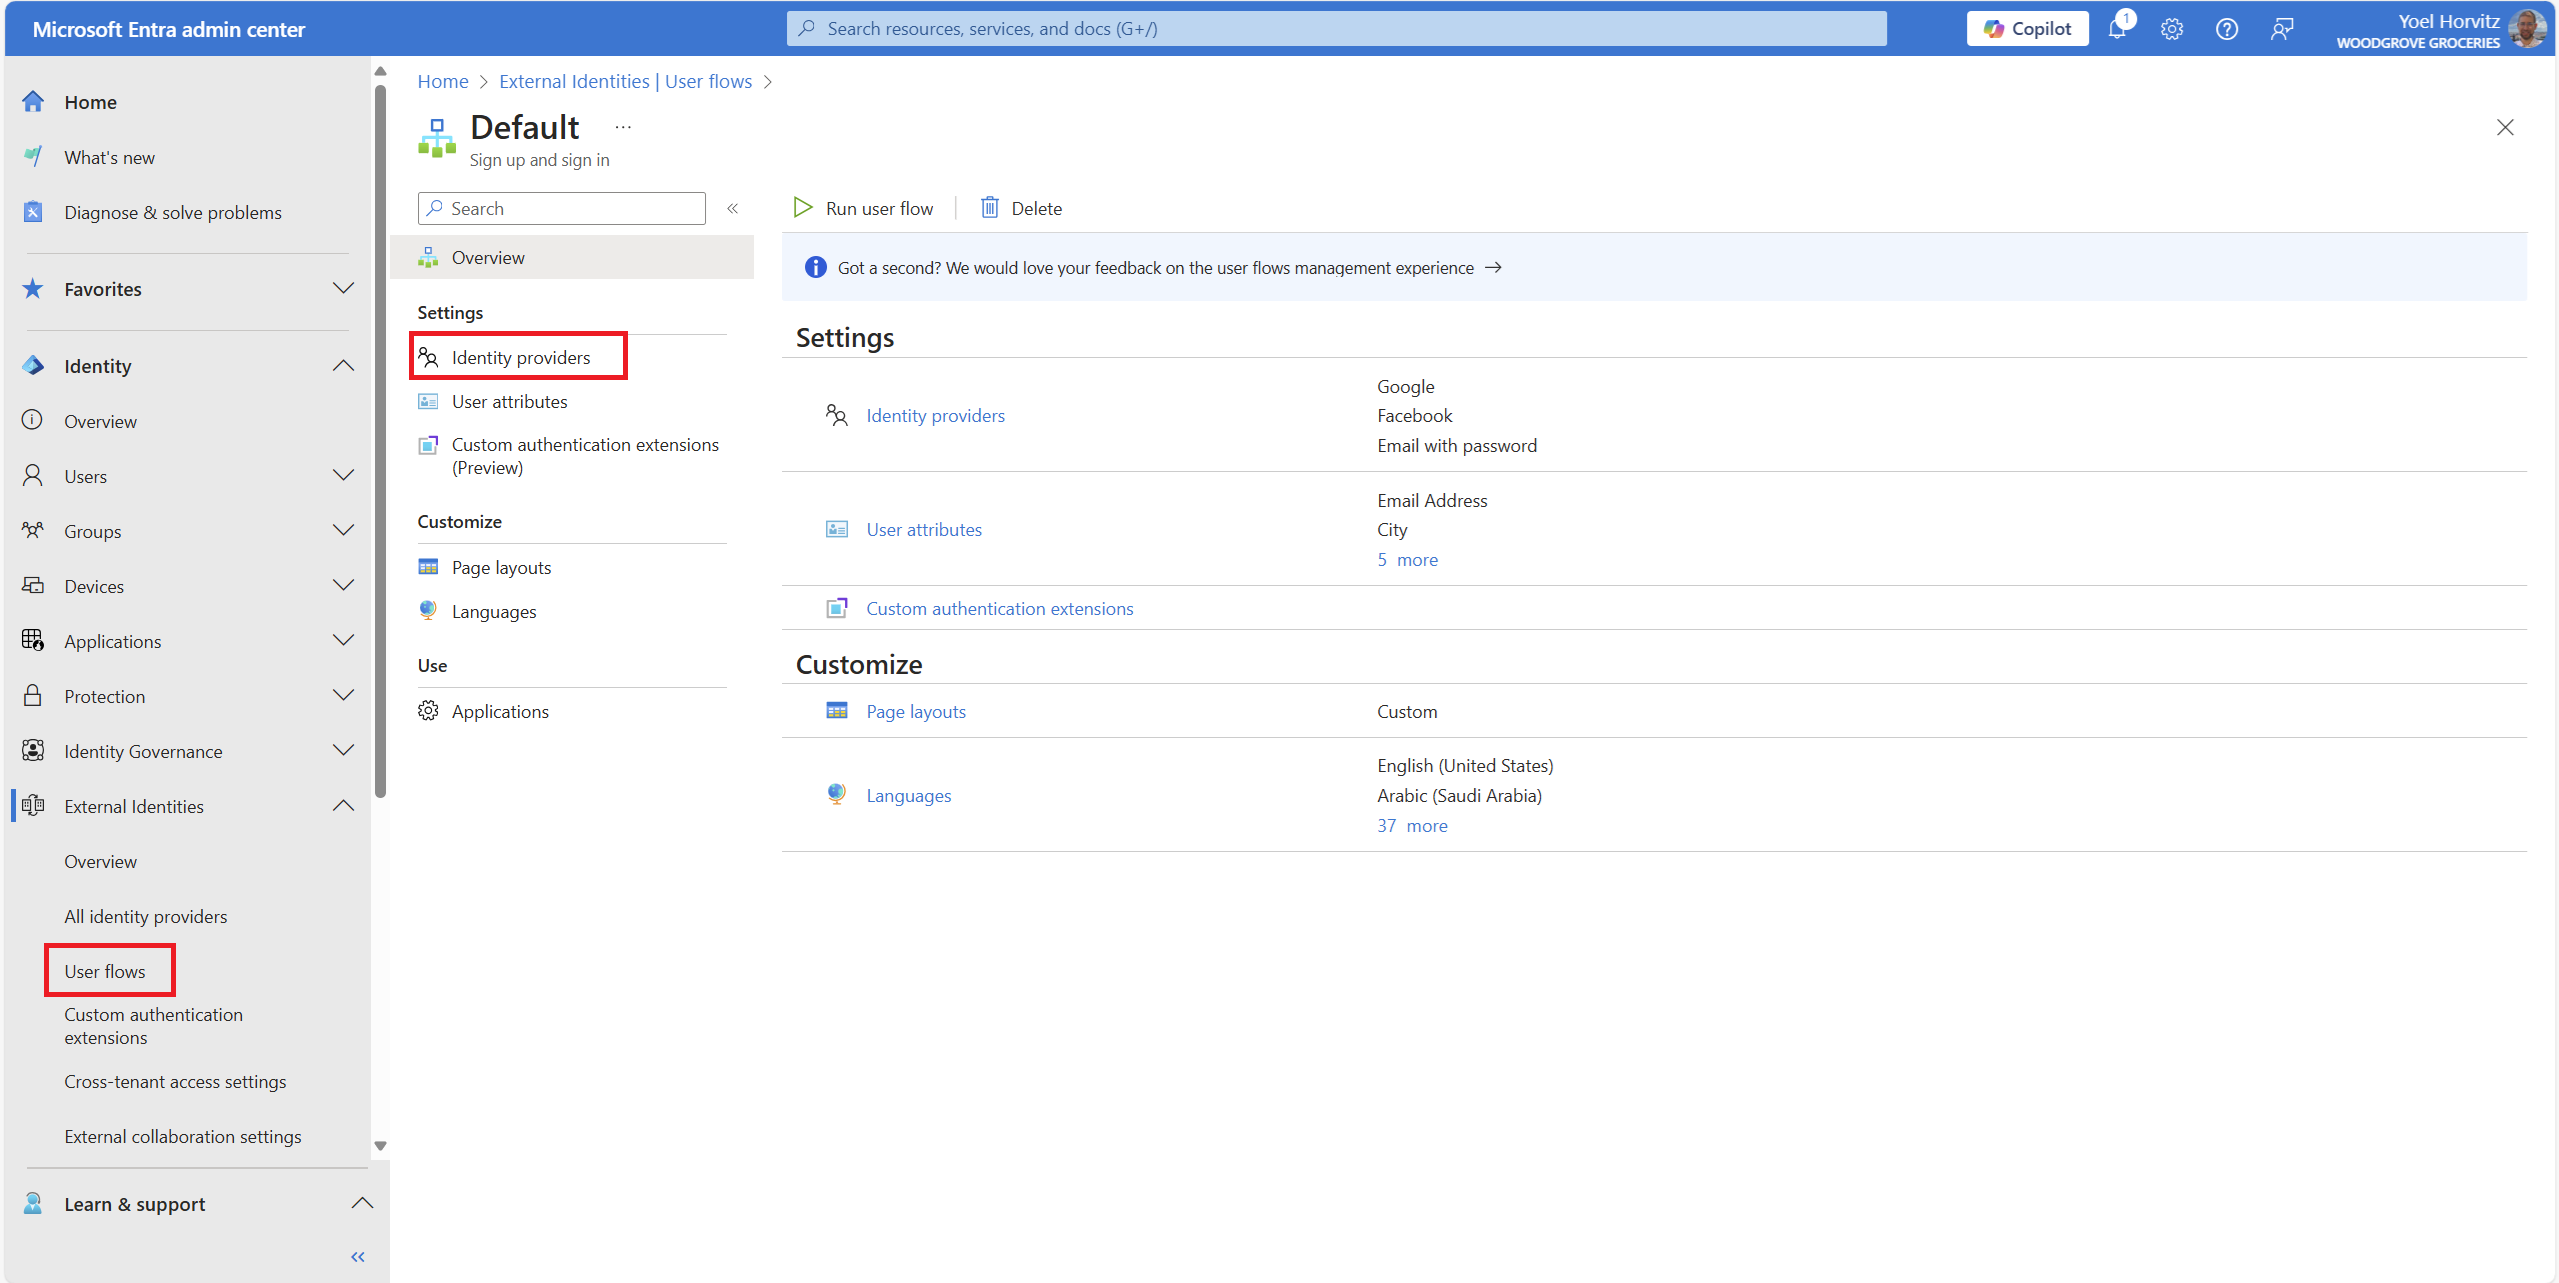 Microsoft Entra admin center
Search resources, services, and docs (G+/)
Copilot
1
Yoel Horvitz
WOODGROVE GROCERIES
Home
What's new
Diagnose & solve problems
Favorites
Identity
Overview
Users
Groups
Devices
Applications
Protection
Identity Governance
External Identities
Overview
All identity providers
User flows
Custom authentication
extensions
Cross-tenant access settings
External collaboration settings
Learn & support
Home > External Identities | User flows >
Default ...
Sign up and sign in
Search
Overview
Settings
Identity providers
User attributes
Custom authentication extensions
(Preview)
Customize
Page layouts
Languages
Use
Applications
Run user flow
Delete
Got a second? We would love your feedback on the user flows management experience →
Settings
Identity providers
Google
Facebook
Email with password
User attributes
Email Address
City
5 more
Custom authentication extensions
Customize
Page layouts
Custom
Languages
English (United States)
Arabic (Saudi Arabia)
37 more